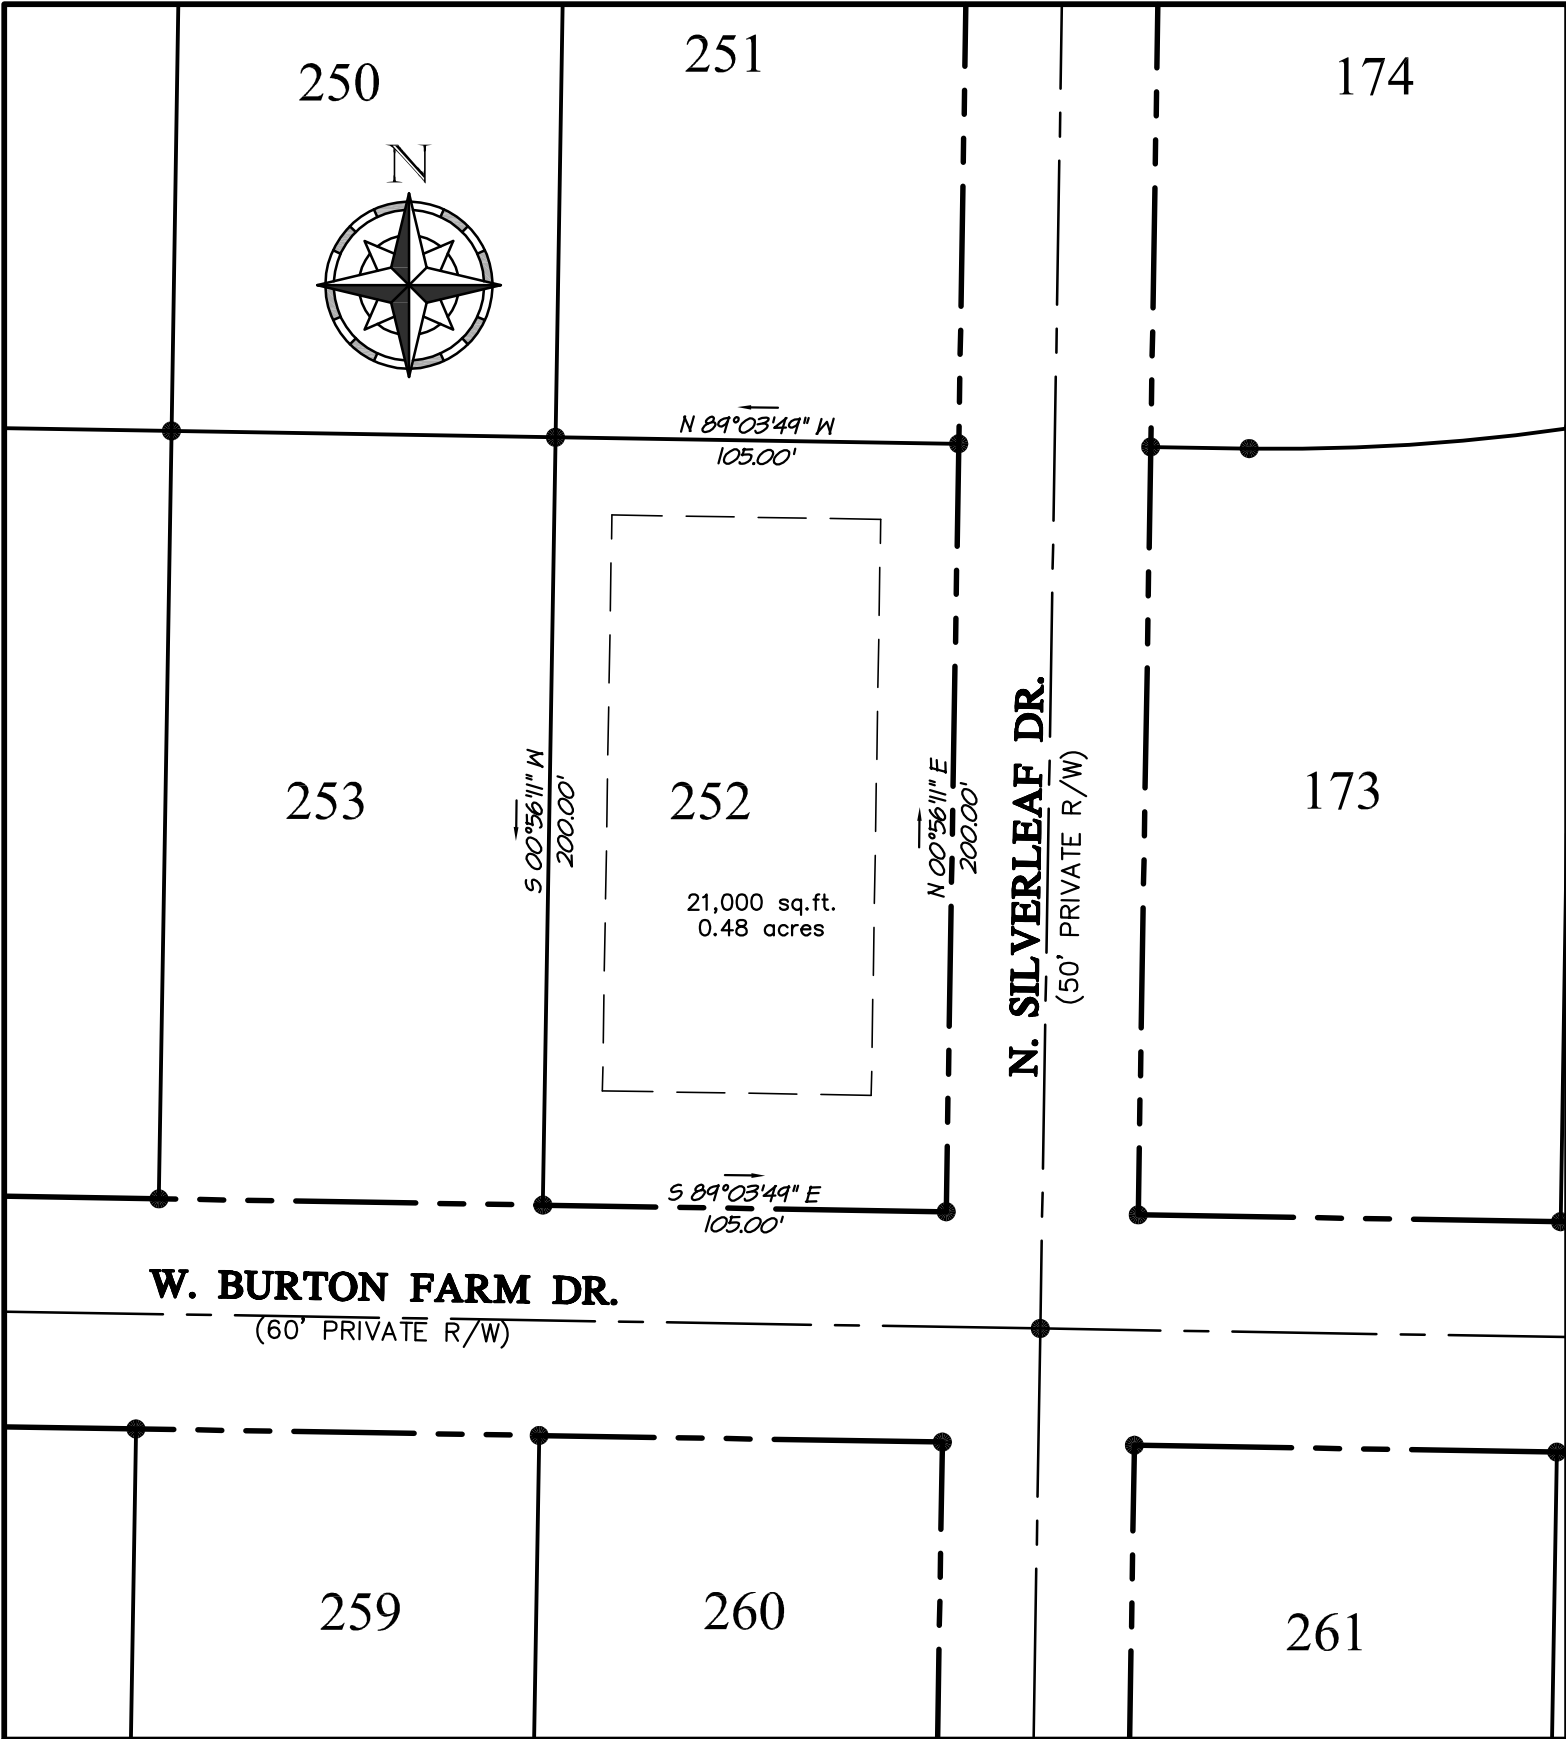 250
251
174
N
N 89°03'49" W
105.00'
253
S 00°56'11" W
200.00'
252
21,000 sq.ft.
0.48 acres
N 00°56'11" E
200.00'
N. SILVERLEAF DR.
(50' PRIVATE R/W)
173
S 89°03'49" E
105.00'
W. BURTON FARM DR.
(60' PRIVATE R/W)
259
260
261